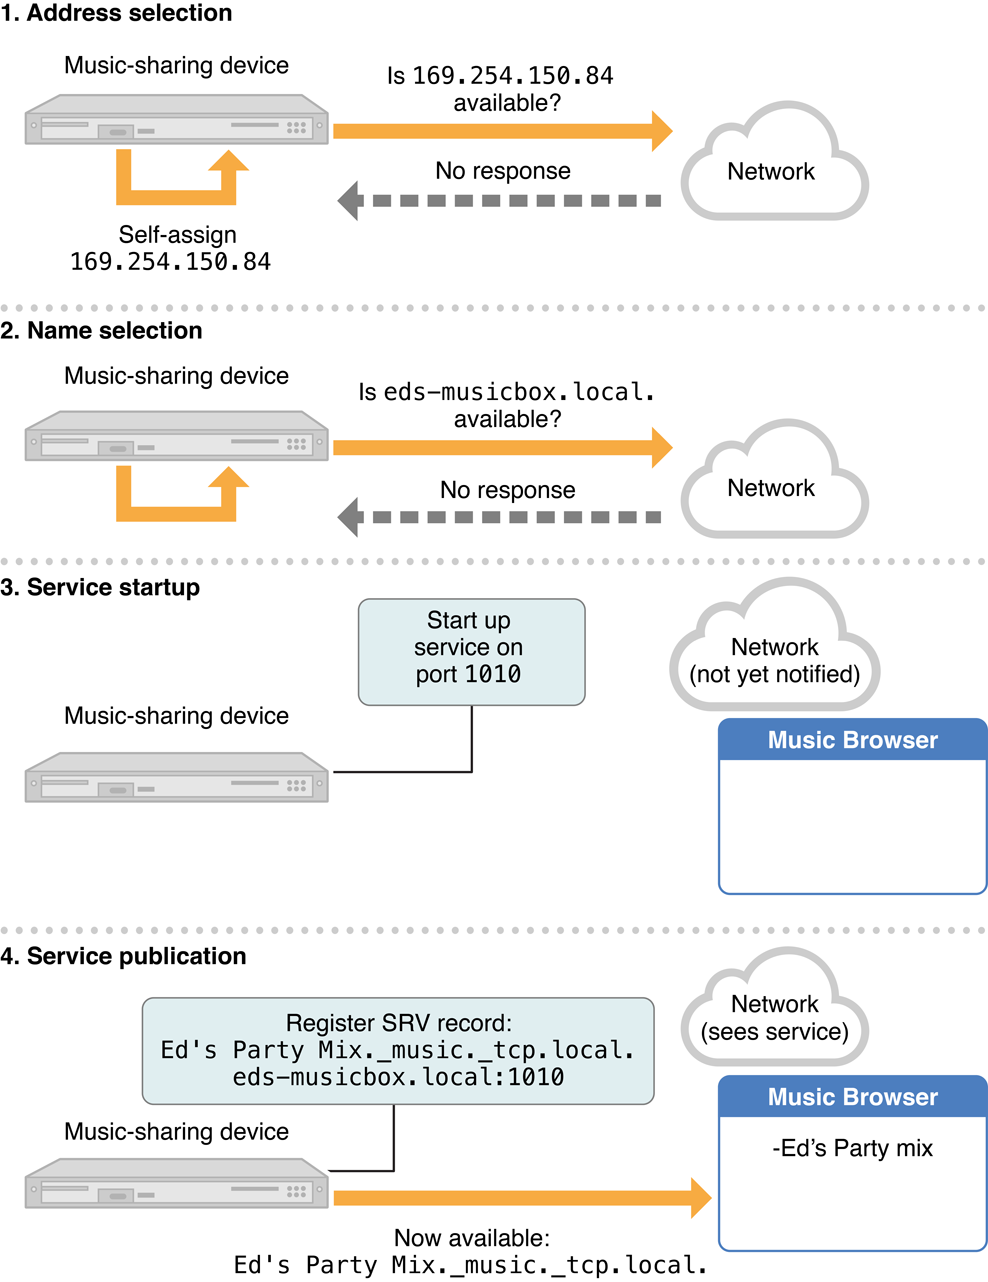 1. Address selection
Music-sharing device
Is 169.254.150.84
available?
No response
Network
Self-assign
169.254.150.84
2. Name selection
Music-sharing device
Is eds-musicbox.local.
available?
No response
Network
3. Service startup
Start up
service on
port 1010
Network
(not yet notified)
Music-sharing device
Music Browser
4. Service publication
Register SRV record:
Ed's Party Mix._music._tcp.local.
eds-musicbox.local:1010
Network
(sees service)
Music-sharing device
Music Browser
-Ed’s Party mix
Now available:
Ed's Party Mix._music._tcp.local.